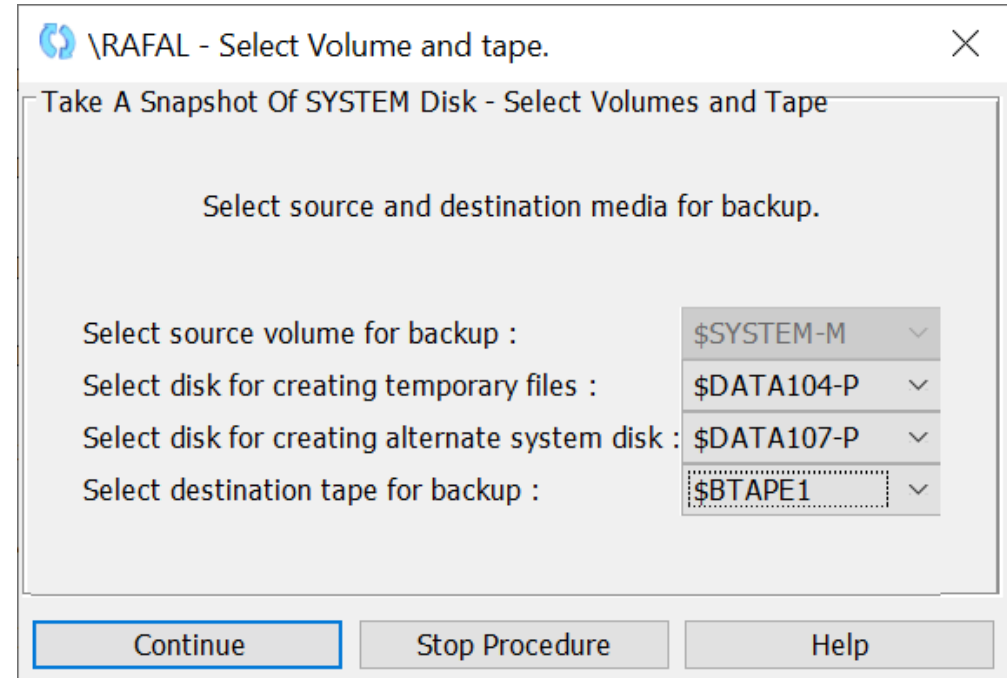 \RAFAL - Select Volume and tape.
Take A Snapshot Of SYSTEM Disk - Select Volumes and Tape
Select source and destination media for backup.
Select source volume for backup : $SYSTEM-M
Select disk for creating temporary files : $DATA104-P
Select disk for creating alternate system disk : $DATA107-P
Select destination tape for backup : $BTAPE1
Continue Stop Procedure Help